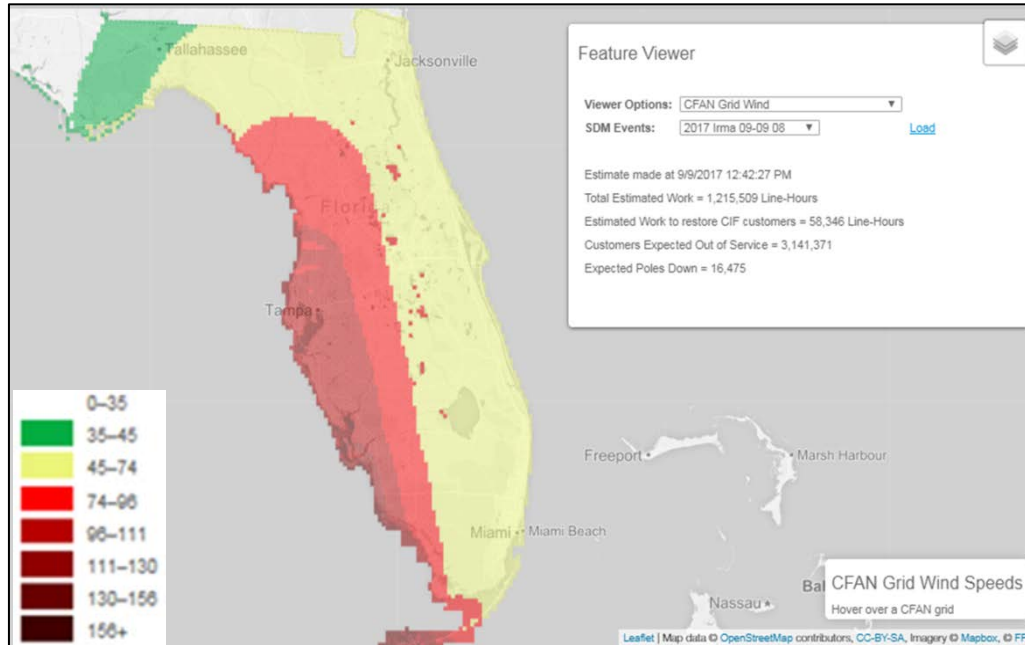 Tallahassee
Jacksonville
Florida
Tampa
Freeport
Marsh Harbour
Miami
Miami Beach
Nassau
Bal
Feature Viewer
Viewer Options: CFAN Grid Wind
SDM Events: 2017 Irma 09-09 08 Load
Estimate made at 9/9/2017 12:42:27 PM
Total Estimated Work = 1,215,509 Line-Hours
Estimated Work to restore CIF customers = 58,346 Line-Hours
Customers Expected Out of Service = 3,141,371
Expected Poles Down = 16,475
0–35
35–45
45–74
74–96
96–111
111–130
130–156
156+
CFAN Grid Wind Speeds
Hover over a CFAN grid
Leaflet | Map data © OpenStreetMap contributors, CC-BY-SA, Imagery © Mapbox, © FP